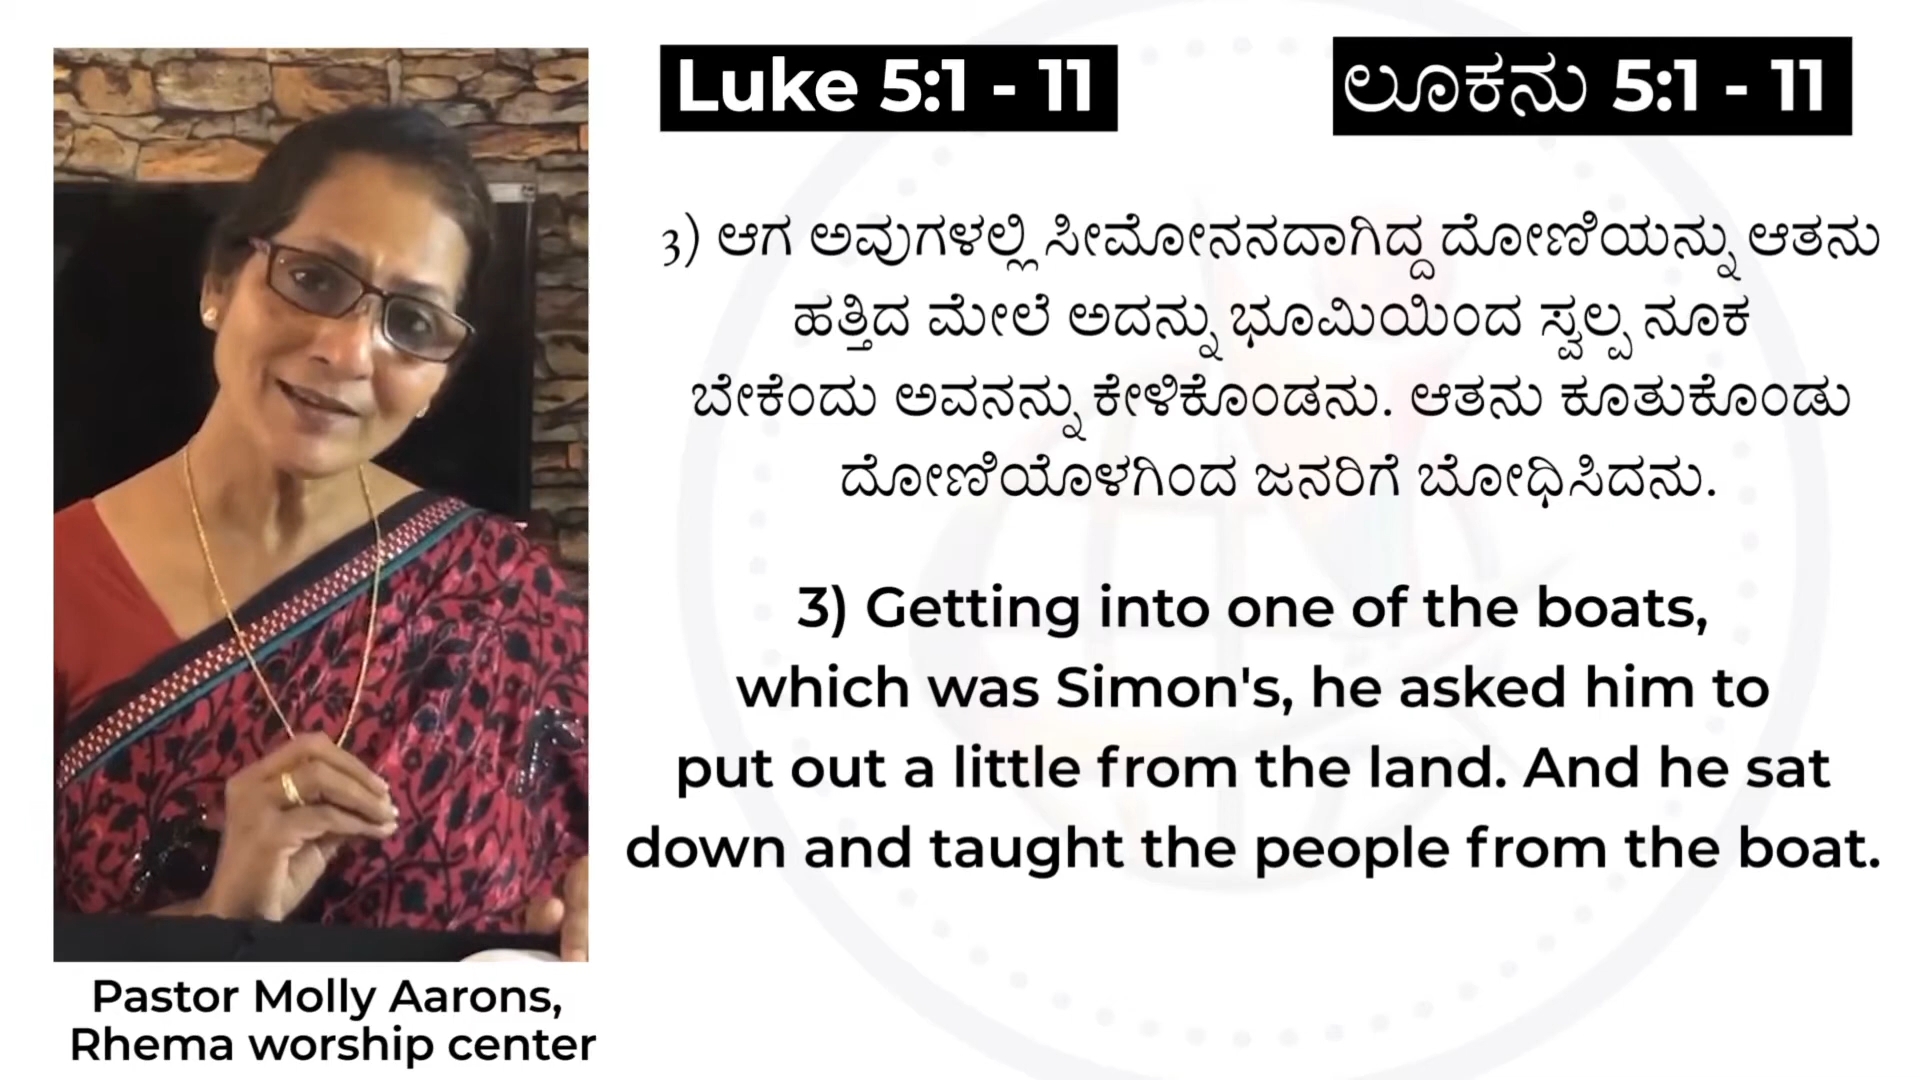 Luke 5:1 - 11
ಲೂಕನು 5:1 - 11
3) ಆಗ ಅವುಗಳಲ್ಲಿ ಸೀಮೋನನದಾಗಿದ್ದ ದೋಣಿಯನ್ನು ಆತನು
ಹತ್ತಿದ ಮೇಲೆ ಅದನ್ನು ಭೂಮಿಯಿಂದ ಸ್ವಲ್ಪ ನೂಕ
ಬೇಕೆಂದು ಅವನನ್ನು ಕೇಳಿಕೊಂಡನು. ಆತನು ಕೂತುಕೊಂಡು
ದೋಣಿಯೊಳಗಿಂದ ಜನರಿಗೆ ಬೋಧಿಸಿದನು.
3) Getting into one of the boats,
which was Simon's, he asked him to
put out a little from the land. And he sat
down and taught the people from the boat.
Pastor Molly Aarons,
Rhema worship center